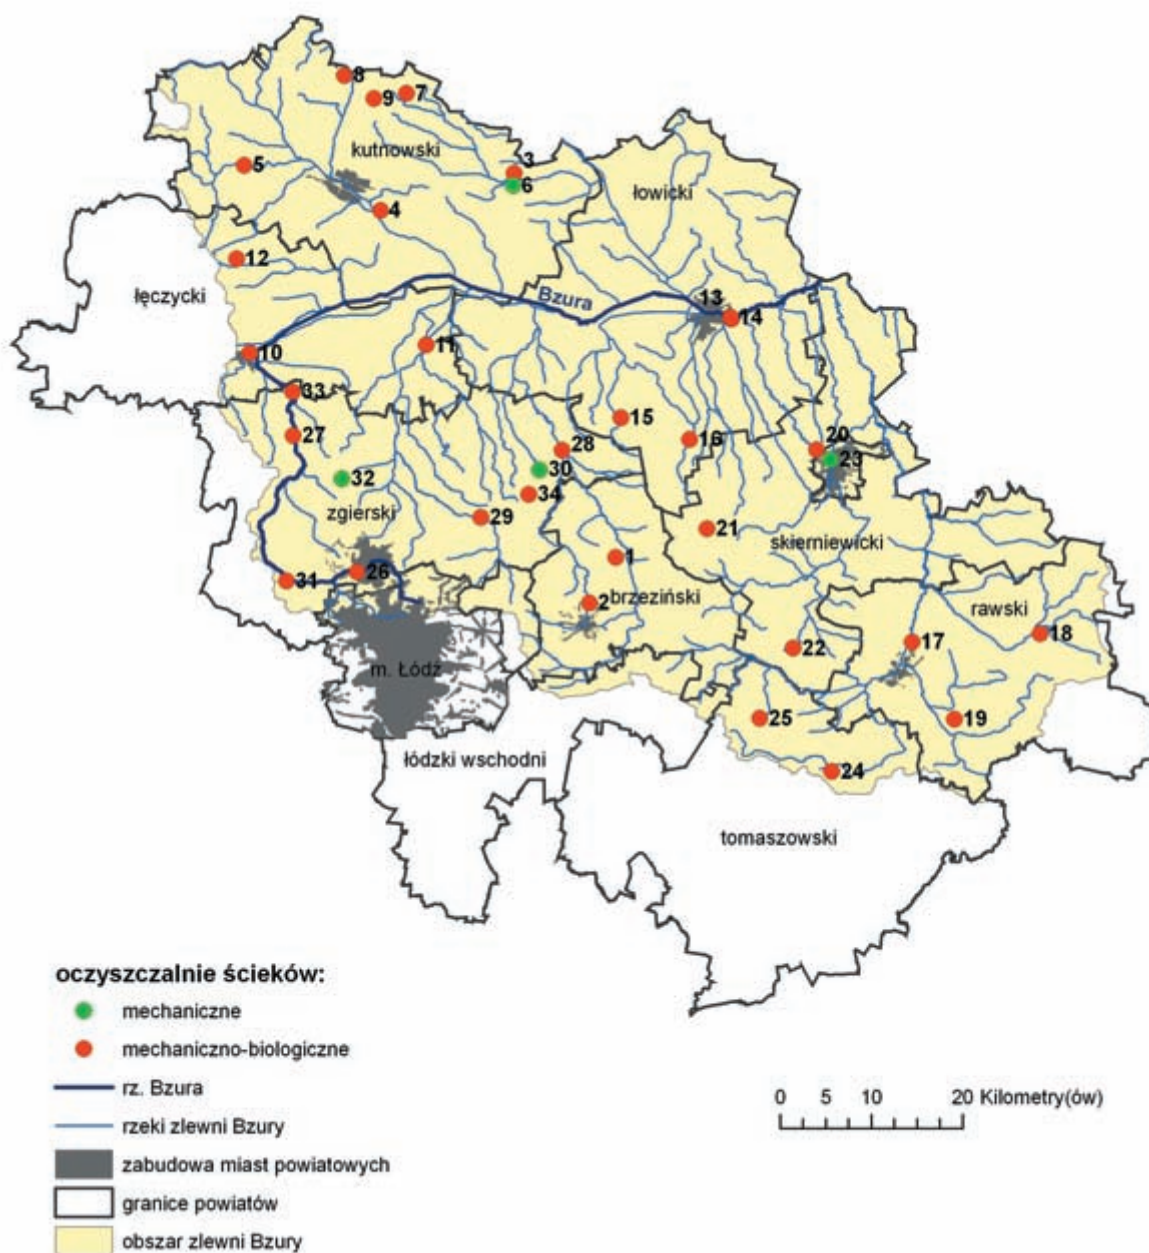 8
9
7
kutnowski
3
5
6
łowicki
4
12
łęczycki
Bzura
13
14
10
11
33
15
27
28
16
20
23
32
30
34
zgierski
29
21
skierniewicki
31
26
1
brzeziński
2
rawski
17
18
22
m. Łódź
25
19
łódzki wschodni
24
tomaszowski
oczyszczalnie ścieków:
mechaniczne
mechaniczno-biologiczne
rz. Bzura
rzeki zlewni Bzury
zabudowa miast powiatowych
granice powiatów
obszar zlewni Bzury
0 5 10 20 Kilometry(ów)